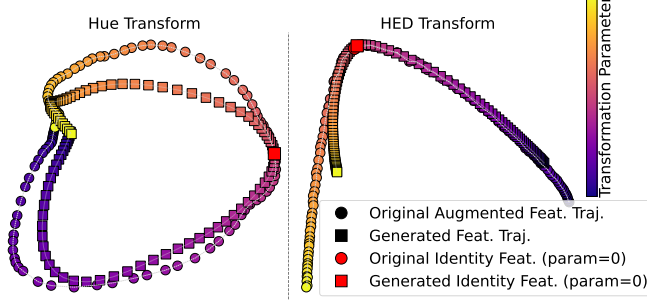 Hue Transform
HED Transform
Transformation Parameter
Original Augmented Feat. Traj.
Generated Feat. Traj.
Original Identity Feat. (param=0)
Generated Identity Feat. (param=0)